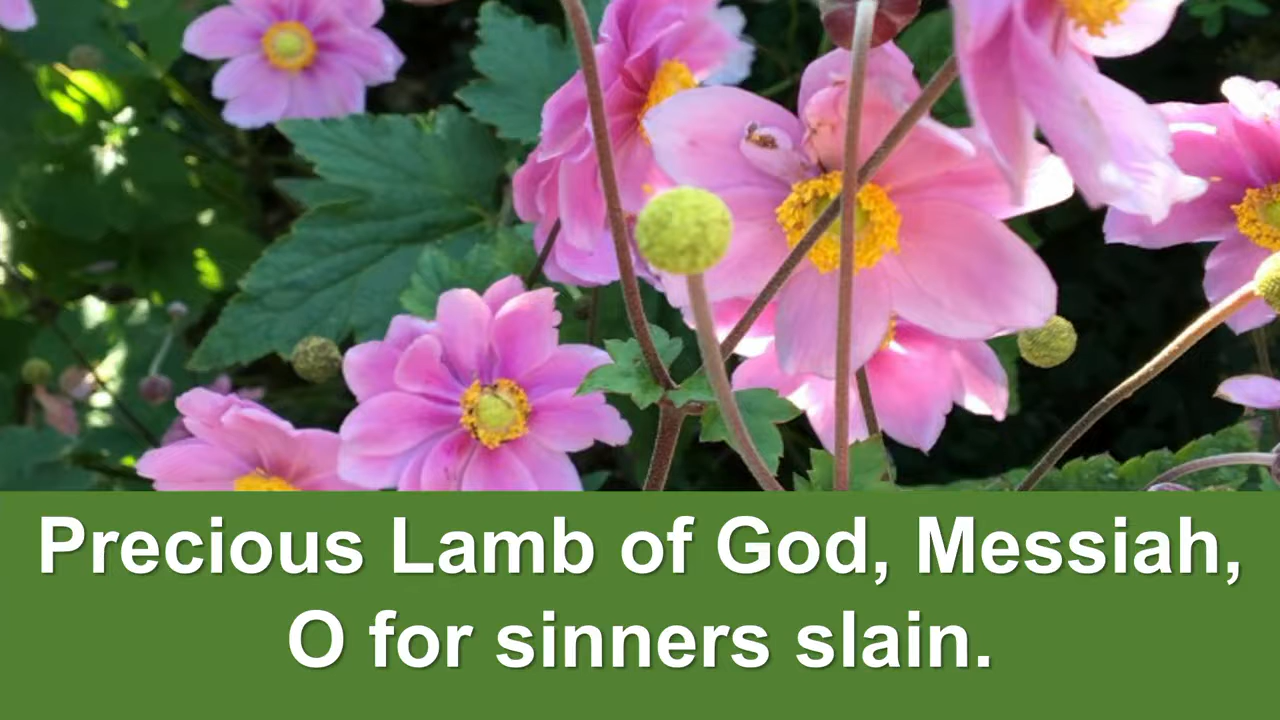 Precious Lamb of God, Messiah,
O for sinners slain.